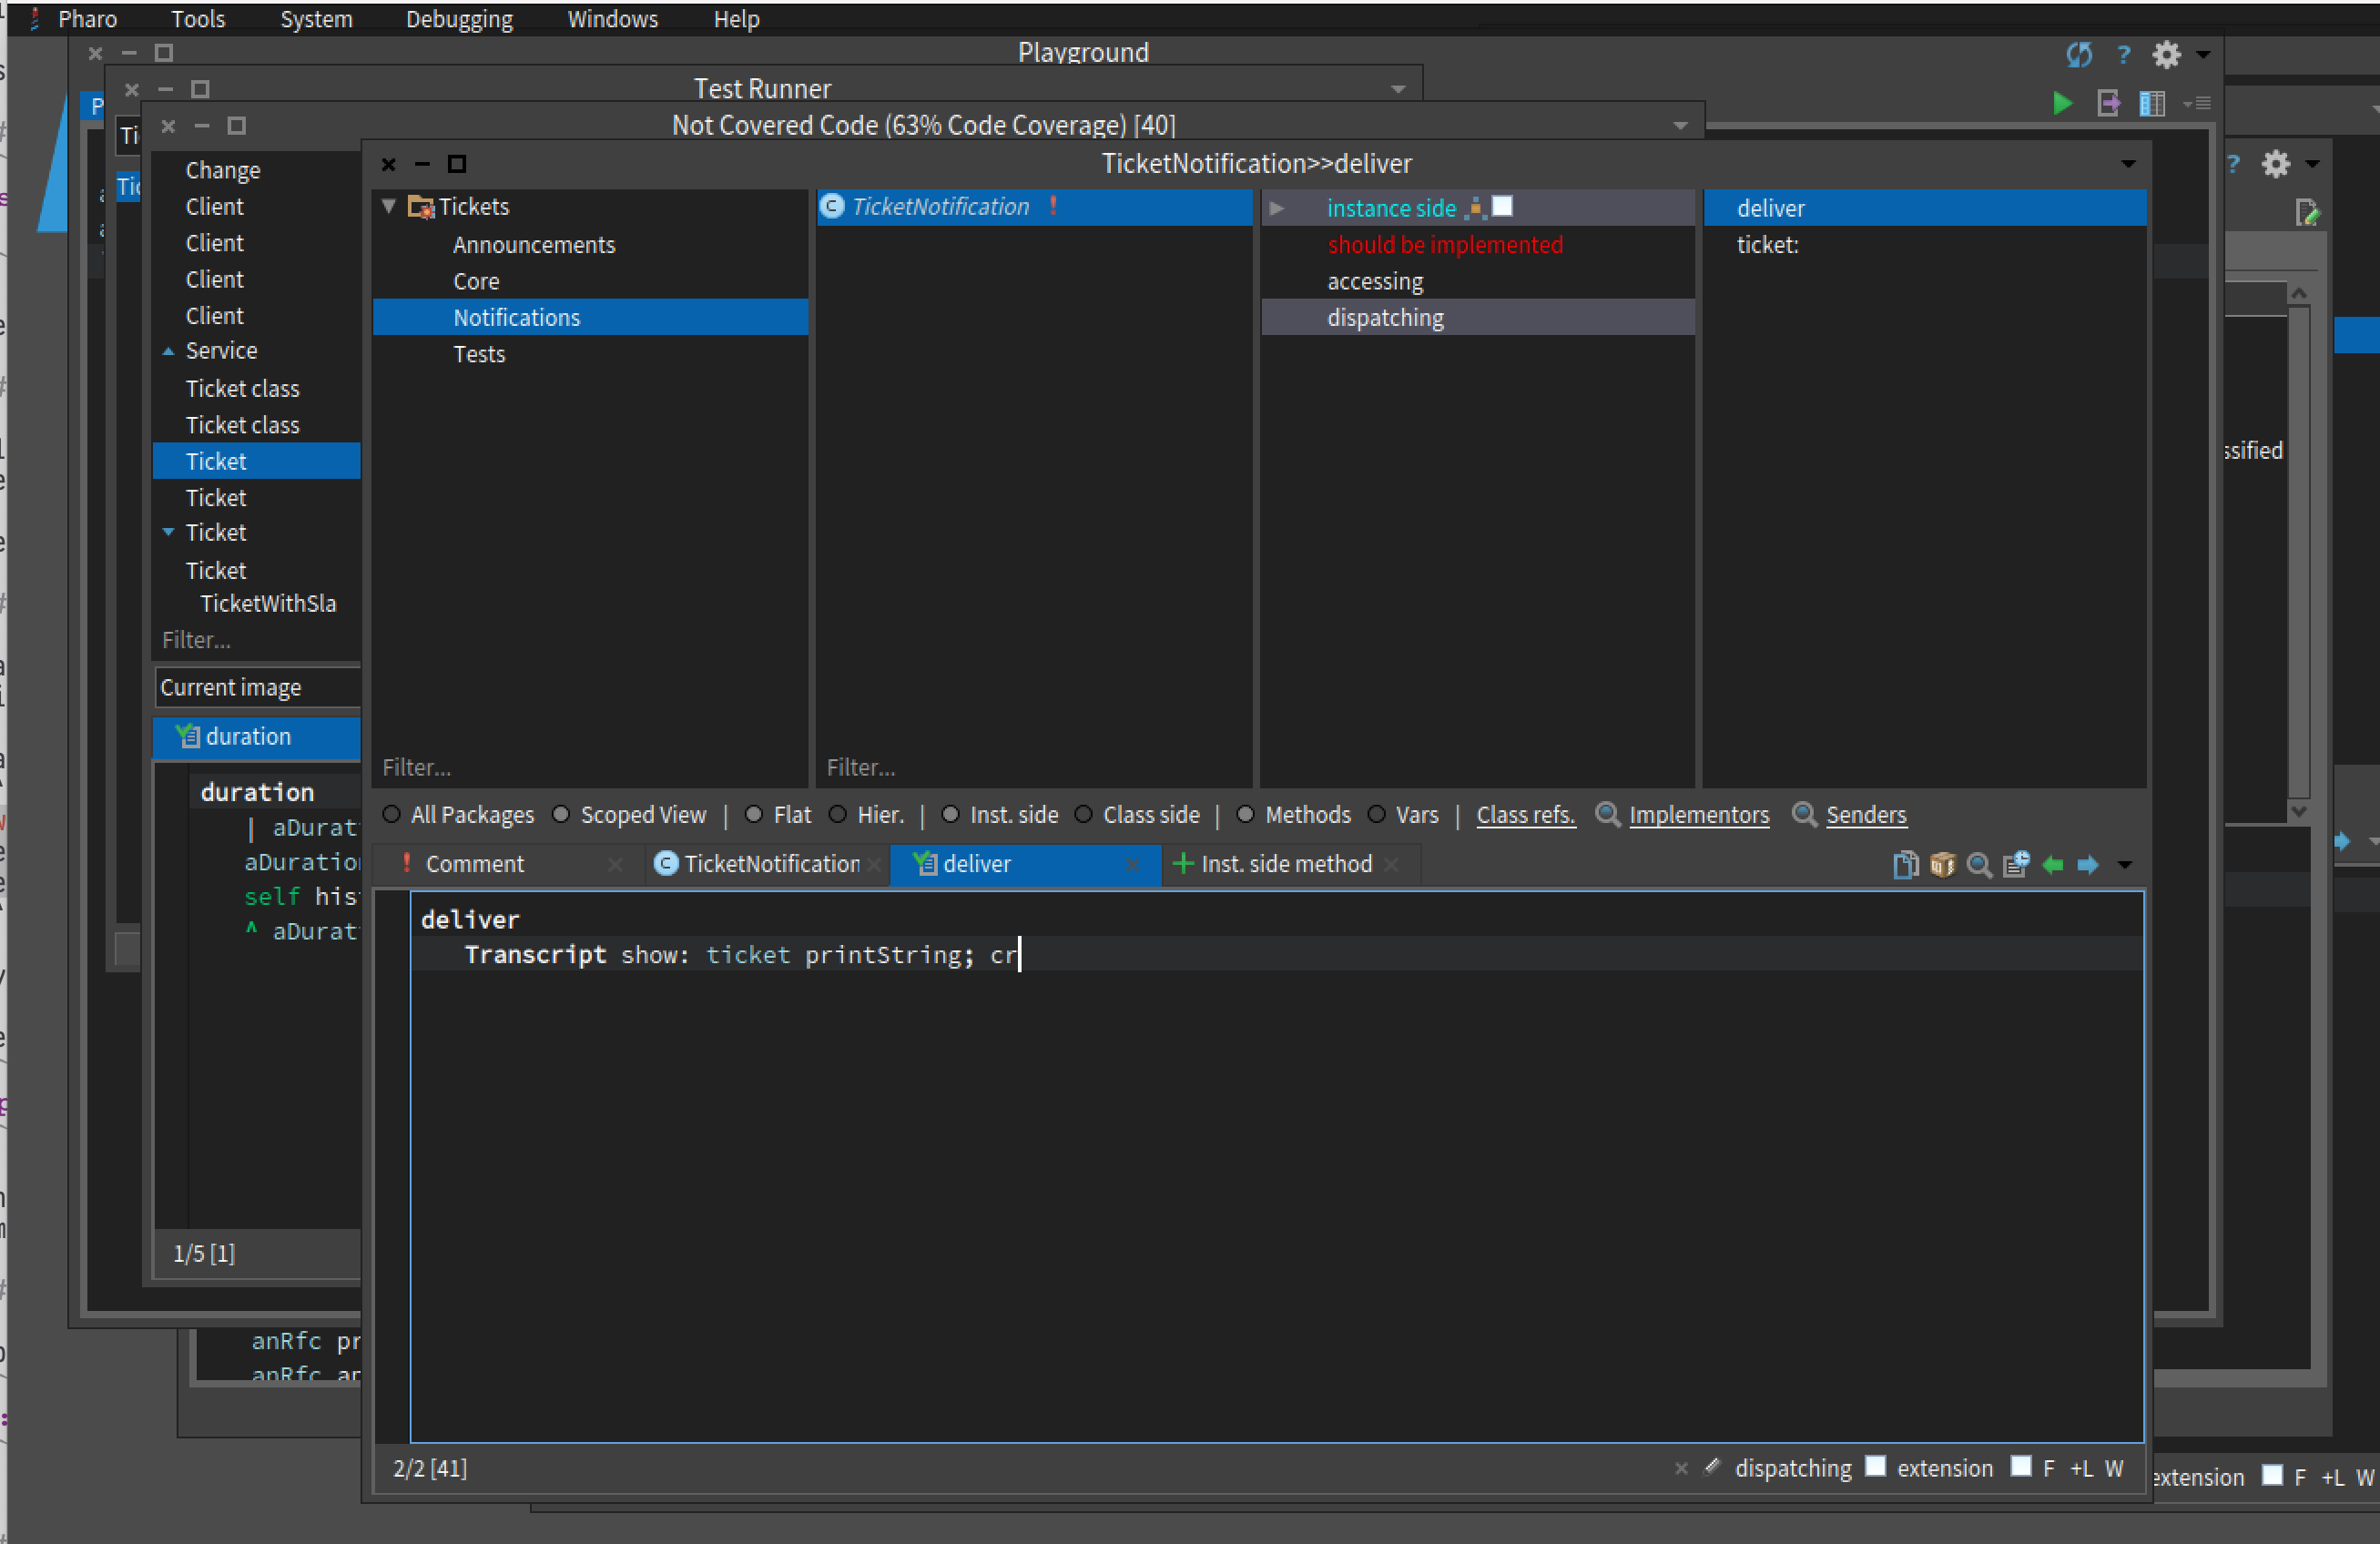 Pharo Tools System Debugging Windows Help
Playground
?
Test Runner
Not Covered Code (63% Code Coverage) [40]
Change
Client
Client
Client
Client
Service
Ticket class
Ticket class
Ticket
Ticket
Ticket
Ticket
TicketWithSla
Filter...
Current image
duration
duration
| aDurat
aDuration
self his
^ aDurat
1/5 [1]
anRfc pr
anRfc ar
TicketNotification>>deliver
Tickets
Announcements
Core
Notifications
Tests
Filter...
TicketNotification
Filter...
instance side
should be implemented
accessing
dispatching
deliver
ticket:
All Packages Scoped View | Flat Hier. | Inst. side Class side | Methods Vars | Class refs. Implementors Senders
Comment TicketNotification deliver Inst. side method
deliver
Transcript show: ticket printString; cr
2/2 [41]
dispatching extension F +L W
?
ssified
extension F +L W